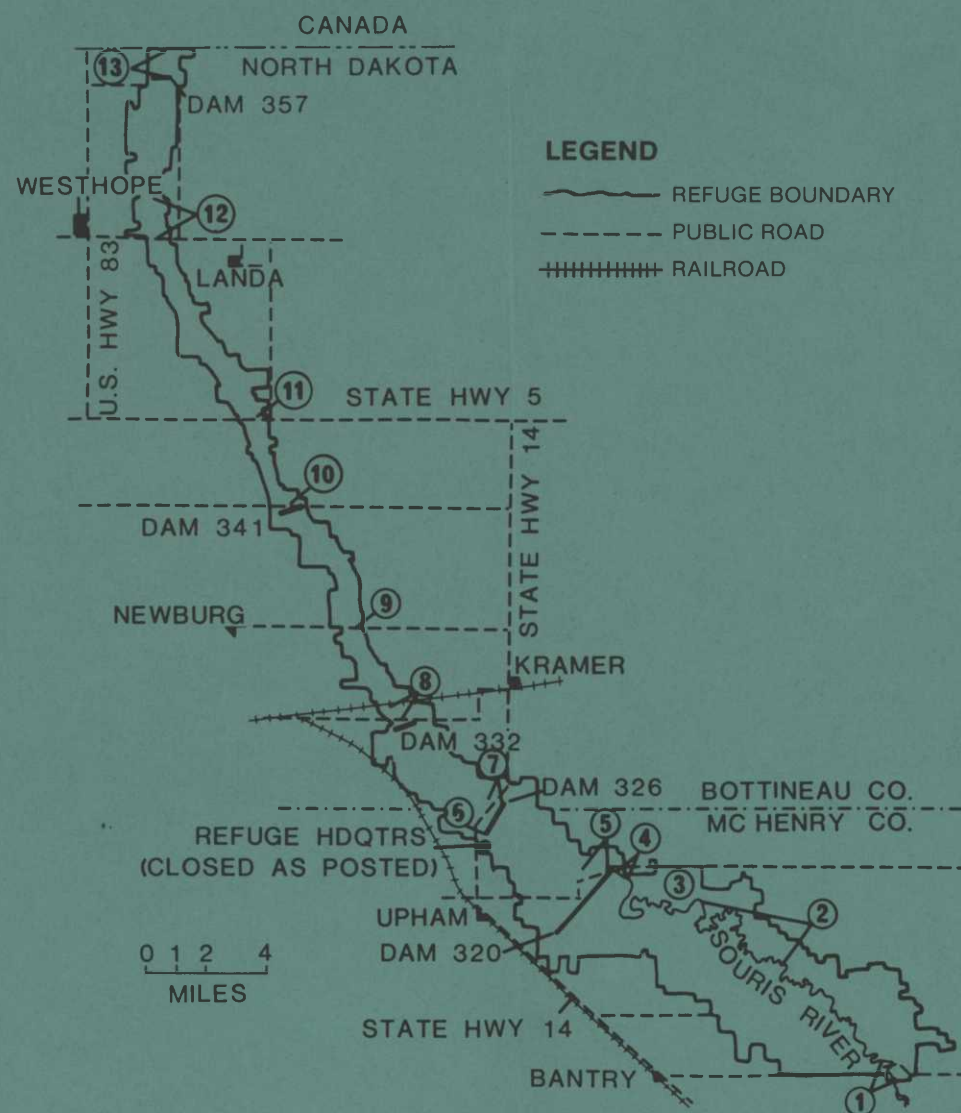 CANADA
13
NORTH DAKOTA
DAM 357
LEGEND
REFUGE BOUNDARY
PUBLIC ROAD
RAILROAD
WESTHOPE
12
LANDA
U.S. HWY 83
11
STATE HWY 5
STATE HWY 14
10
DAM 341
NEWBURG
9
KRAMER
8
DAM 332
7
DAM 326
BOTTINEAU CO.
MC HENRY CO.
6
5
4
REFUGE HDQTRS
(CLOSED AS POSTED)
3
2
UPHAM
DAM 320
SOURIS RIVER
0 1 2 4
MILES
STATE HWY 14
BANTRY
1